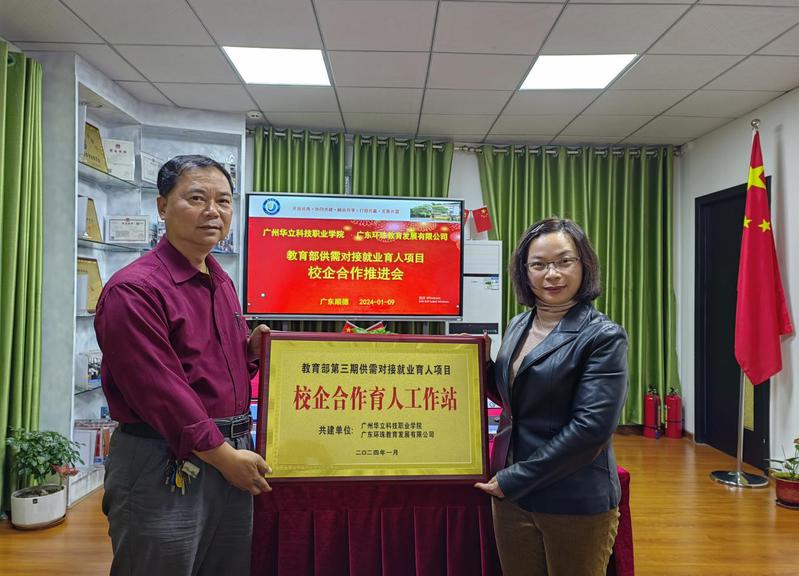 广州华立科技职业学院 广东环珠教育发展有限公司
教育部供需对接就业育人项目
校企合作推进会
广东顺德 2024-01-09
教育部第三期供需对接就业育人项目
校企合作育人工作站
共建单位: 广州华立科技职业学院
广东环珠教育发展有限公司
二〇二四年一月